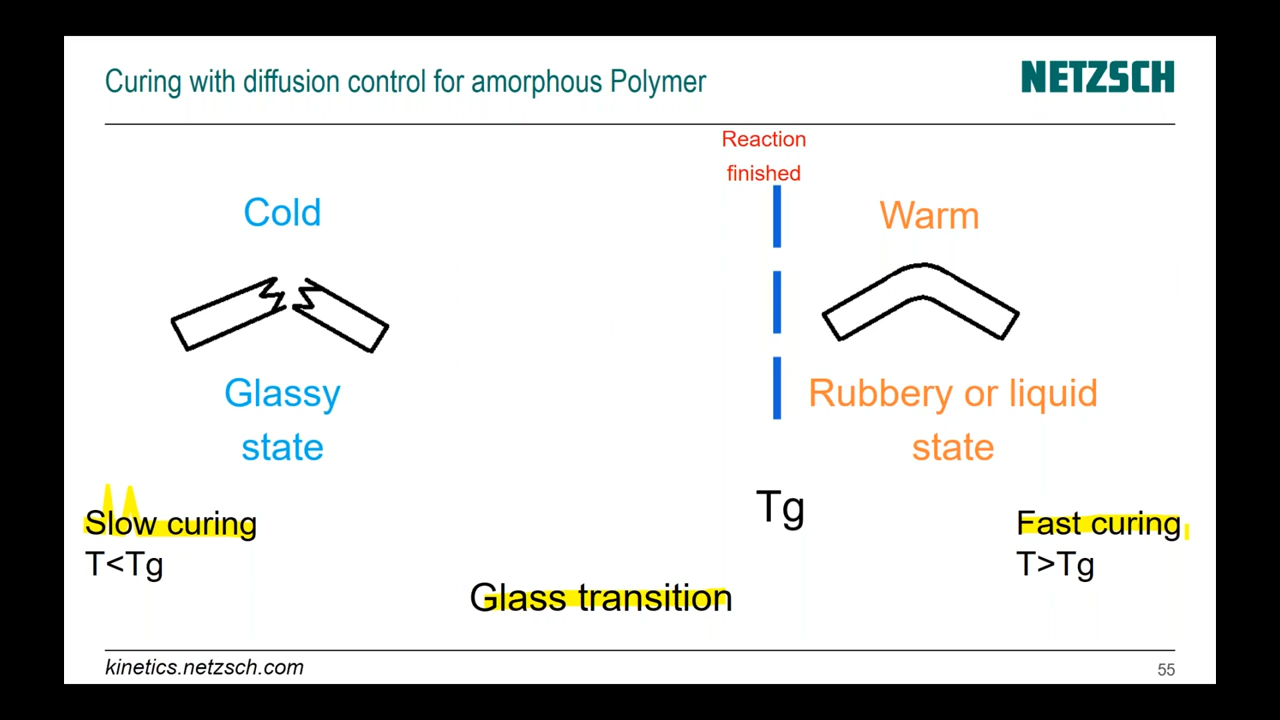 Curing with diffusion control for amorphous Polymer
NETZSCH
Reaction
finished
Cold
Warm
Glassy
state
Rubbery or liquid
state
Tg
Slow curing
T<Tg
Fast curing
T>Tg
Glass transition
kinetics.netzsch.com
55